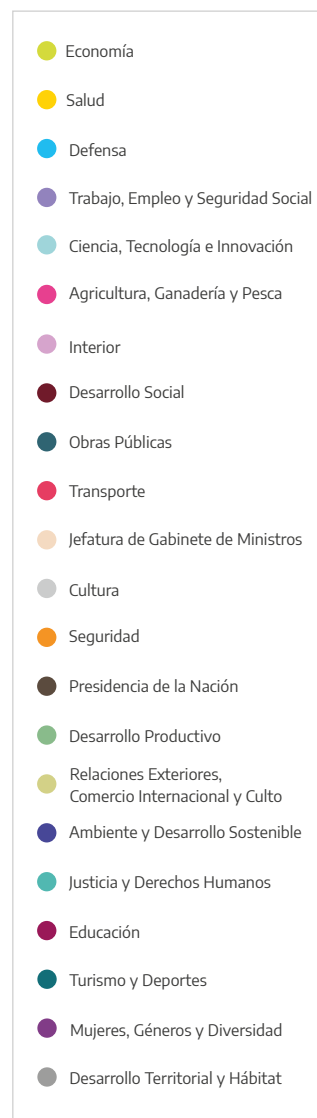 Economía
Salud
Defensa
Trabajo, Empleo y Seguridad Social
Ciencia, Tecnología e Innovación
Agricultura, Ganadería y Pesca
Interior
Desarrollo Social
Obras Públicas
Transporte
Jefatura de Gabinete de Ministros
Cultura
Seguridad
Presidencia de la Nación
Desarrollo Productivo
Relaciones Exteriores,
Comercio Internacional y Culto
Ambiente y Desarrollo Sostenible
Justicia y Derechos Humanos
Educación
Turismo y Deportes
Mujeres, Géneros y Diversidad
Desarrollo Territorial y Hábitat